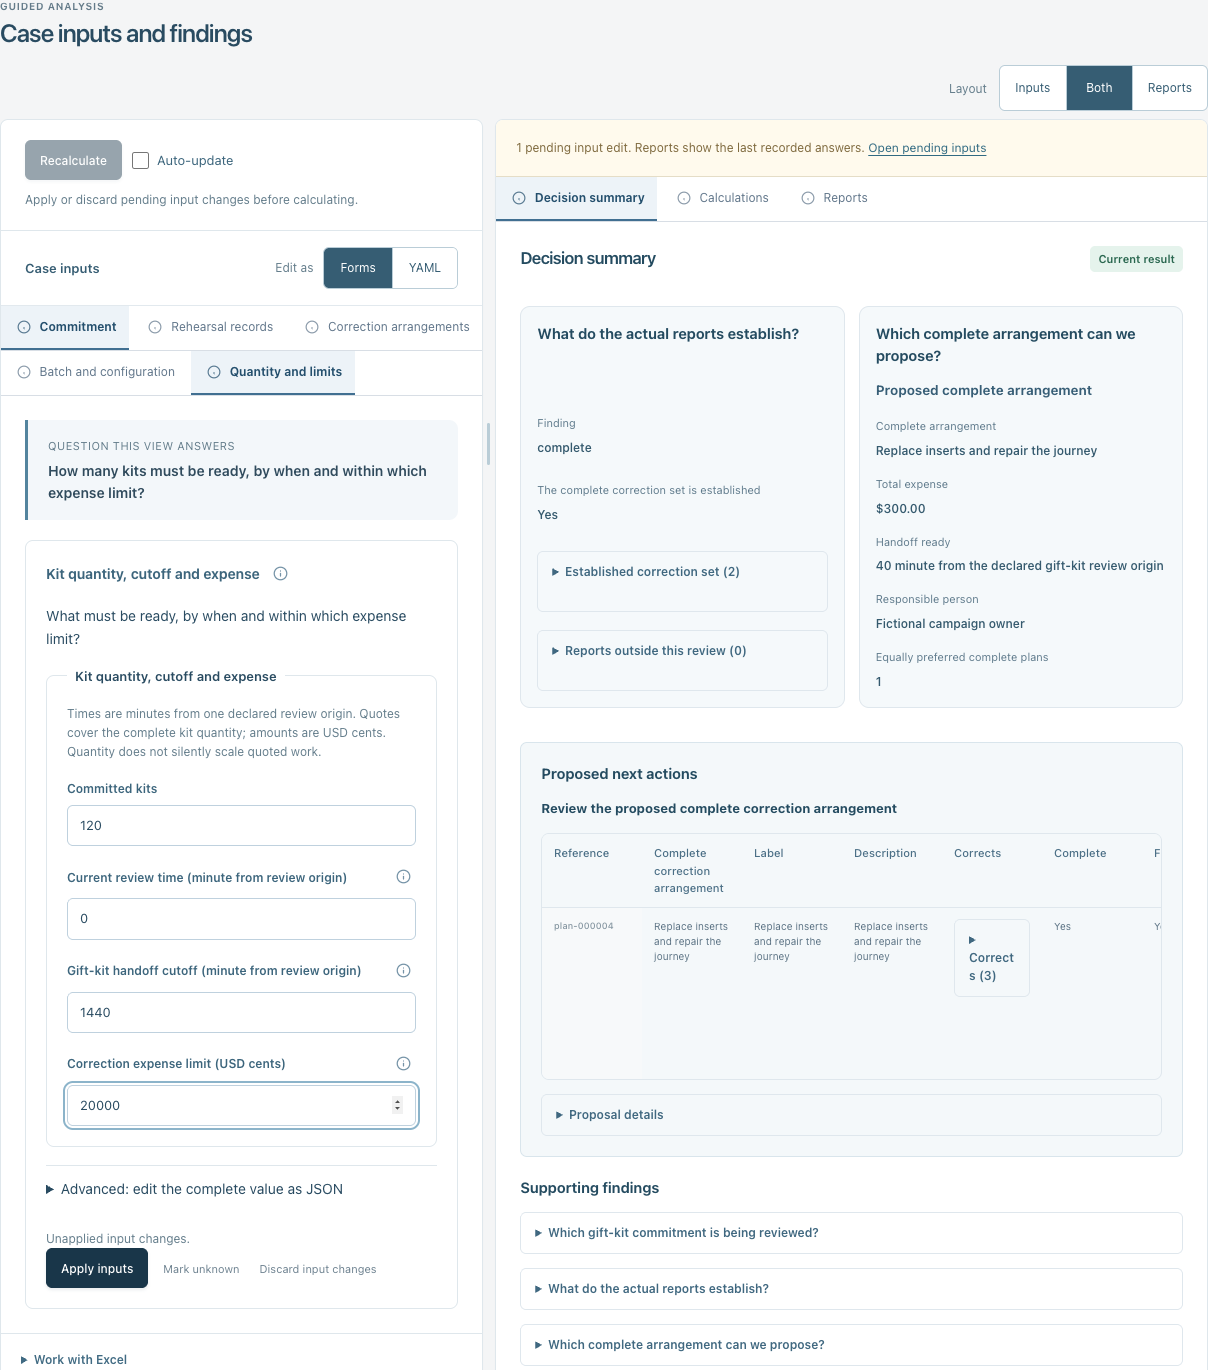 GUIDED ANALYSIS
Case inputs and findings
Layout
Inputs
Both
Reports
Recalculate
Auto-update
Apply or discard pending input changes before calculating.
Case inputs
Edit as
Forms
YAML
Commitment
Rehearsal records
Correction arrangements
Batch and configuration
Quantity and limits
QUESTION THIS VIEW ANSWERS
How many kits must be ready, by when and within which
expense limit?
Kit quantity, cutoff and expense
What must be ready, by when and within which expense
limit?
Kit quantity, cutoff and expense
Times are minutes from one declared review origin. Quotes
cover the complete kit quantity; amounts are USD cents.
Quantity does not silently scale quoted work.
Committed kits
120
Current review time (minute from review origin)
0
Gift-kit handoff cutoff (minute from review origin)
1440
Correction expense limit (USD cents)
20000
Advanced: edit the complete value as JSON
Unapplied input changes.
Apply inputs
Mark unknown
Discard input changes
Work with Excel
1 pending input edit. Reports show the last recorded answers. Open pending inputs
Decision summary
Calculations
Reports
Decision summary
Current result
What do the actual reports establish?
Finding
complete
The complete correction set is established
Yes
Established correction set (2)
Reports outside this review (0)
Which complete arrangement can we
propose?
Proposed complete arrangement
Complete arrangement
Replace inserts and repair the journey
Total expense
$300.00
Handoff ready
40 minute from the declared gift-kit review origin
Responsible person
Fictional campaign owner
Equally preferred complete plans
1
Proposed next actions
Review the proposed complete correction arrangement
Reference
Complete
correction
arrangement
Label
Description
Corrects
Complete
F
plan-000004
Replace inserts
and repair the
journey
Replace inserts
and repair the
journey
Replace inserts
and repair the
journey
Correct
s (3)
Yes
Y
Proposal details
Supporting findings
Which gift-kit commitment is being reviewed?
What do the actual reports establish?
Which complete arrangement can we propose?